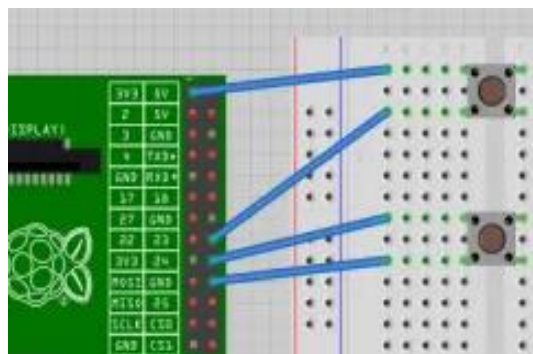 3V3 5V
2 5V
DISPLAY)
3 GND
4 TXD
GND RXD
17 18
27 GND
22 23
3V3 24
MOSI GND
MISO 25
SCLK CS0
GND CS1